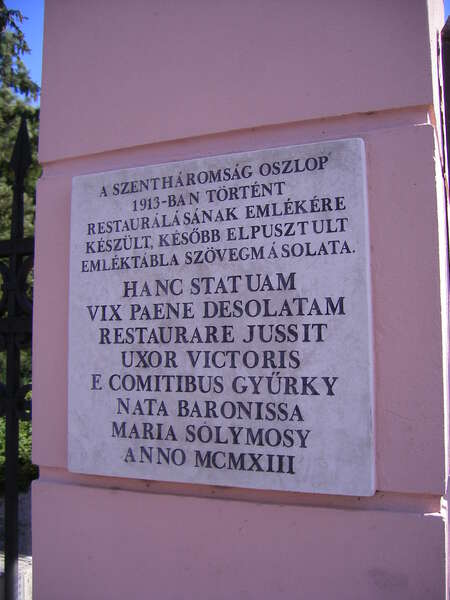 A SZENTHÁROMSÁG OSZLOP
1913-BAN TÖRTÉNT
RESTAURÁLÁSÁNAK EMLÉKÉRE
KÉSZÜLT, KÉSŐBB ELPUSZTULT
EMLÉKTÁBLA SZÖVEGMÁSOLATA.
HANC STATUAM
VIX PAENE DESOLATAM
RESTAURARE JUSSIT
UXOR VICTORIS
E COMITIBUS GYŰRKY
NATA BARONISSA
MARIA SOLYMOSY
ANNO MCMXIII